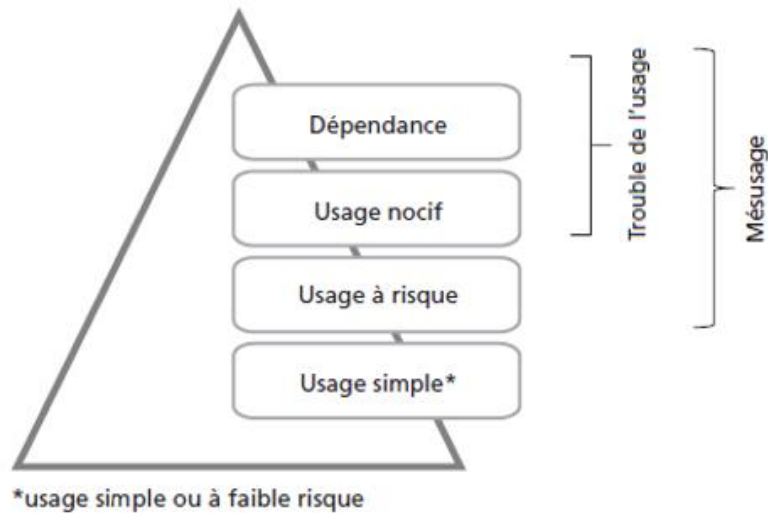 Dépendance
Usage nocif
Usage à risque
Usage simple*
Trouble de l'usage
Mésusage
*usage simple ou à faible risque